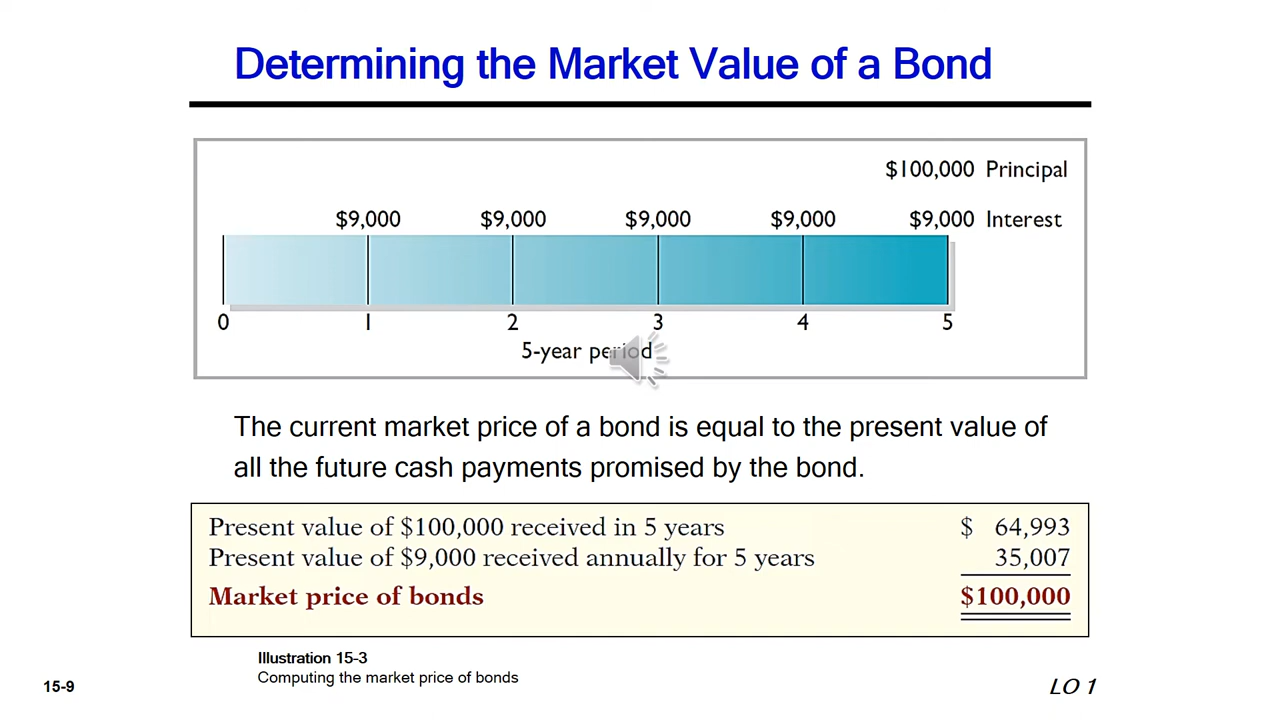 Determining the Market Value of a Bond
$100,000 Principal
$9,000 $9,000 $9,000 $9,000 $9,000 Interest
0 1 2 3 4 5
5-year period
The current market price of a bond is equal to the present value of
all the future cash payments promised by the bond.
Present value of $100,000 received in 5 years $ 64,993
Present value of $9,000 received annually for 5 years 35,007
Market price of bonds $100,000
Illustration 15-3
Computing the market price of bonds
15-9
LO 1